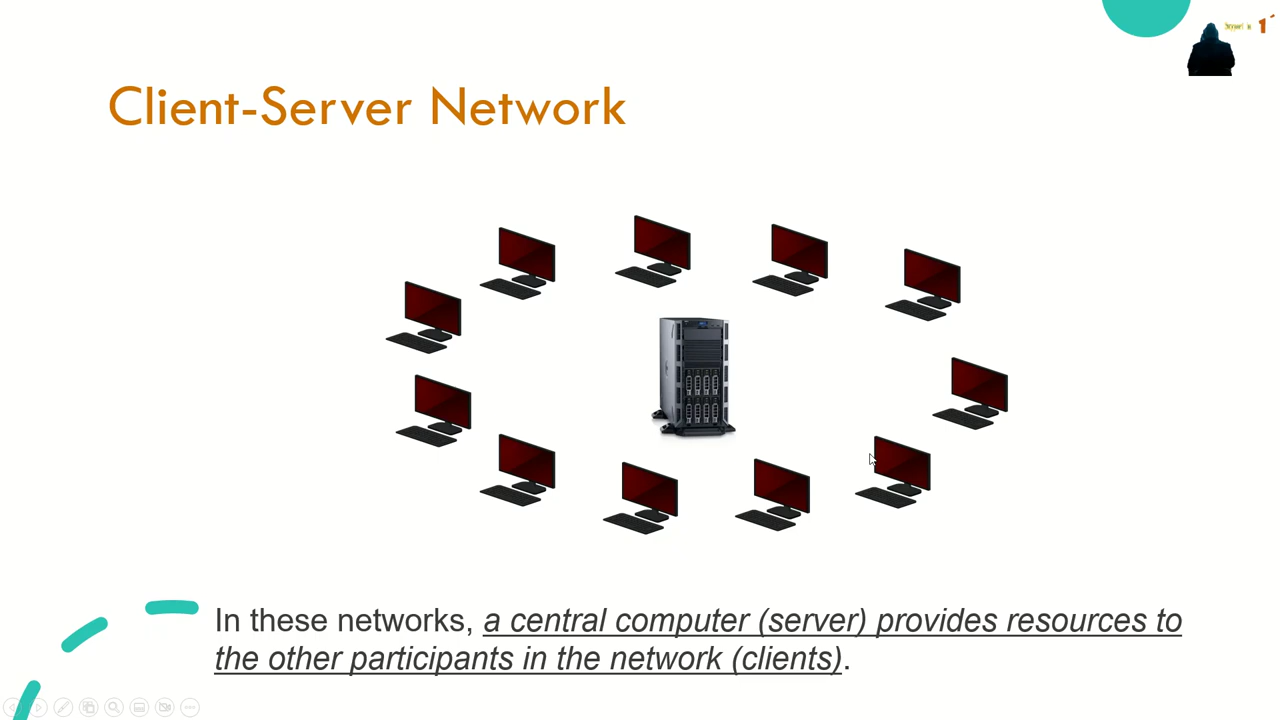 Client-Server Network
In these networks, a central computer (server) provides resources to
the other participants in the network (clients).